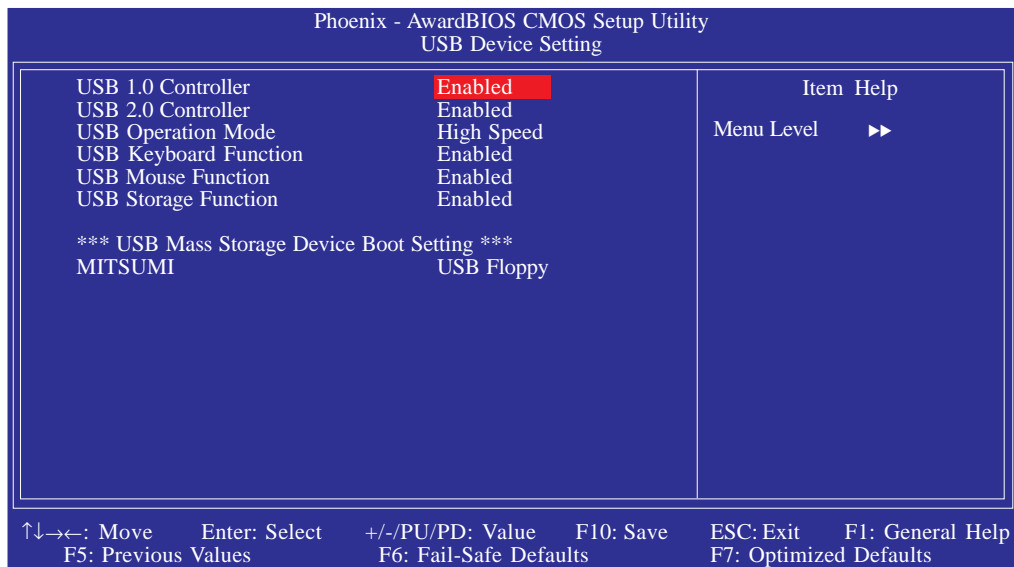 Phoenix - AwardBIOS CMOS Setup Utility
USB Device Setting
USB 1.0 Controller Enabled
USB 2.0 Controller Enabled
USB Operation Mode High Speed
USB Keyboard Function Enabled
USB Mouse Function Enabled
USB Storage Function Enabled
*** USB Mass Storage Device Boot Setting ***
MITSUMI USB Floppy
Item Help
Menu Level ▶▶
↑↓→←: Move Enter: Select +/-/PU/PD: Value F10: Save ESC: Exit F1: General Help
F5: Previous Values F6: Fail-Safe Defaults F7: Optimized Defaults